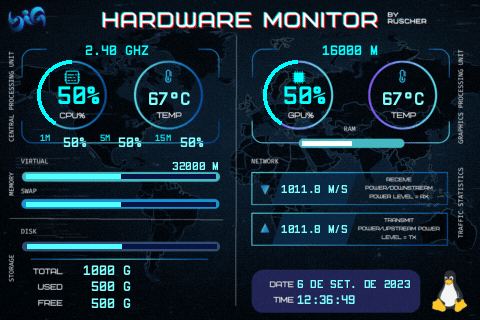 biG
HARDWARE MONITOR
BY
RUSCHER
CENTRAL PROCESSING UNIT
2.40 GHZ
50%
CPU%
67°C
TEMP
1M 50% 5M 50% 15M 50%
16000 M
50%
GPU%
67°C
TEMP
RAM
GRAPHICS PROCESSING UNIT
MEMORY
VIRTUAL
32000 M
SWAP
STORAGE
DISK
TOTAL 1000 G
USED 500 G
FREE 500 G
NETWORK
1011.8 M/S
RECEIVE
POWER/DOWNSTREAM
POWER LEVEL = RX
1011.8 M/S
TRANSMIT
POWER/UPSTREAM POWER
LEVEL = TX
TRAFFIC STATISTICS
DATE 6 DE SET. DE 2023
TIME 12:36:49